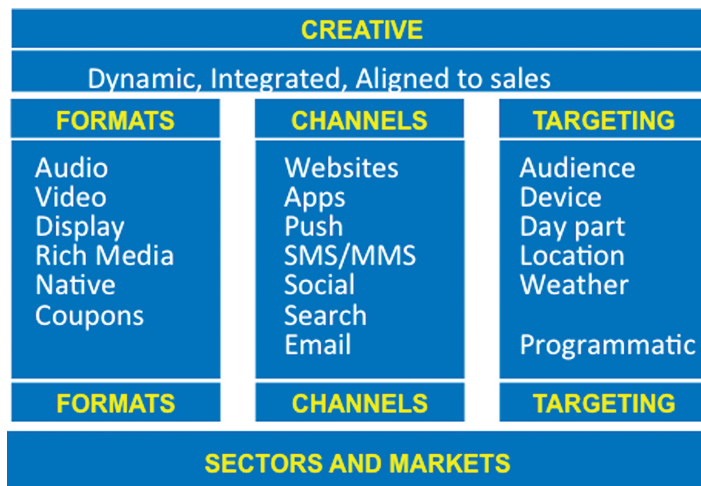 CREATIVE
Dynamic, Integrated, Aligned to sales
FORMATS
Audio
Video
Display
Rich Media
Native
Coupons
FORMATS
CHANNELS
Websites
Apps
Push
SMS/MMS
Social
Search
Email
CHANNELS
TARGETING
Audience
Device
Day part
Location
Weather
Programmatic
TARGETING
SECTORS AND MARKETS